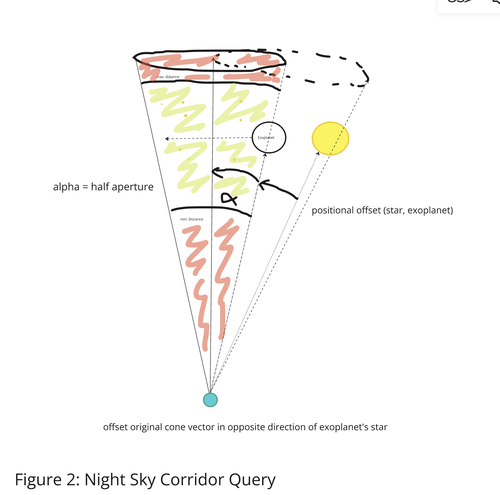 max. distance
Exoplanet
alpha = half aperture
α
positional offset (star, exoplanet)
min. distance
offset original cone vector in opposite direction of exoplanet's star
Figure 2: Night Sky Corridor Query